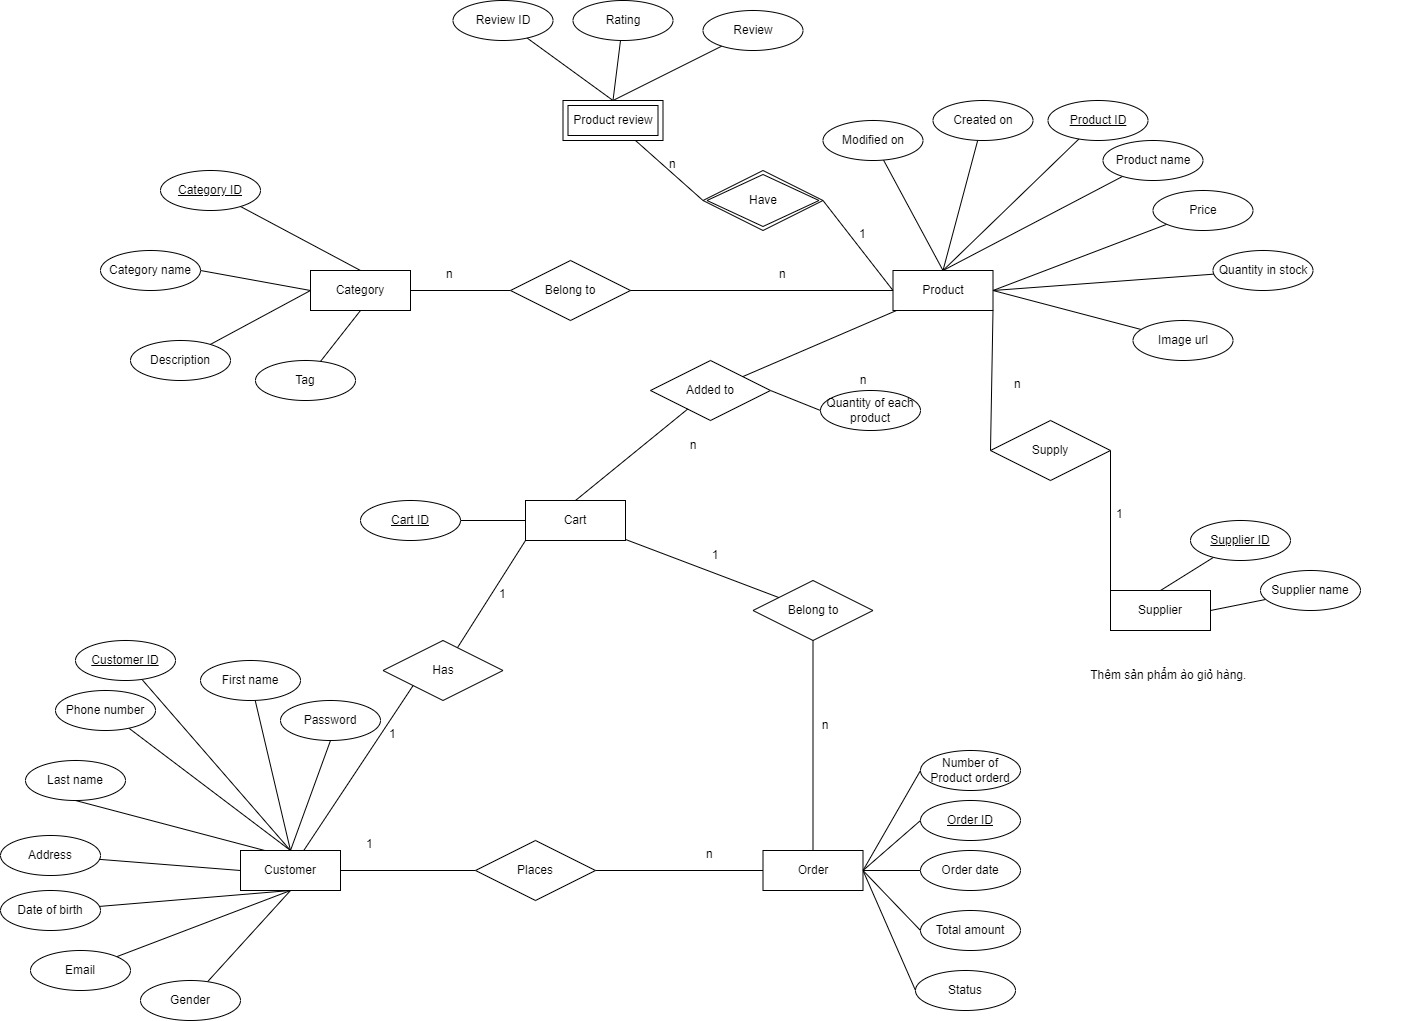 Review ID
Rating
Review
Product review
n
Have
1
Modified on
Created on
Product ID
Product name
Price
Quantity in stock
Image url
Category ID
Category name
Description
Tag
Category
n
Belong to
n
Product
Added to
n
Quantity of each
product
n
n
Supply
1
Supplier ID
Supplier name
Supplier
Thêm sản phẩm ào giỏ hàng.
Cart ID
Cart
1
Belong to
1
Has
1
n
Customer ID
First name
Phone number
Password
Last name
Address
Date of birth
Email
Gender
Customer
1
Places
n
Order
Number of
Product orderd
Order ID
Order date
Total amount
Status